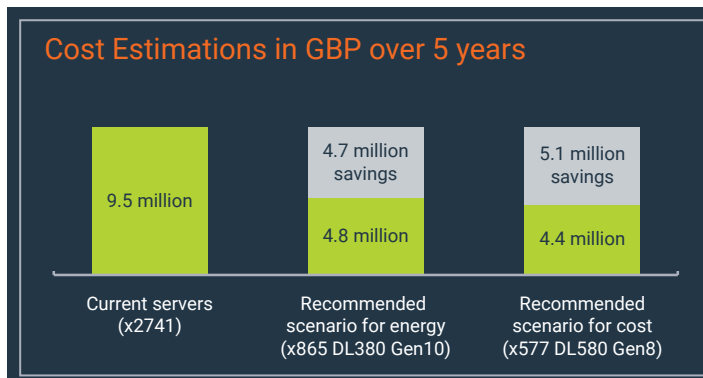 Cost Estimations in GBP over 5 years
9.5 million
4.7 million
savings
4.8 million
5.1 million
savings
4.4 million
Current servers
(x2741)
Recommended
scenario for energy
(x865 DL380 Gen10)
Recommended
scenario for cost
(x577 DL580 Gen8)